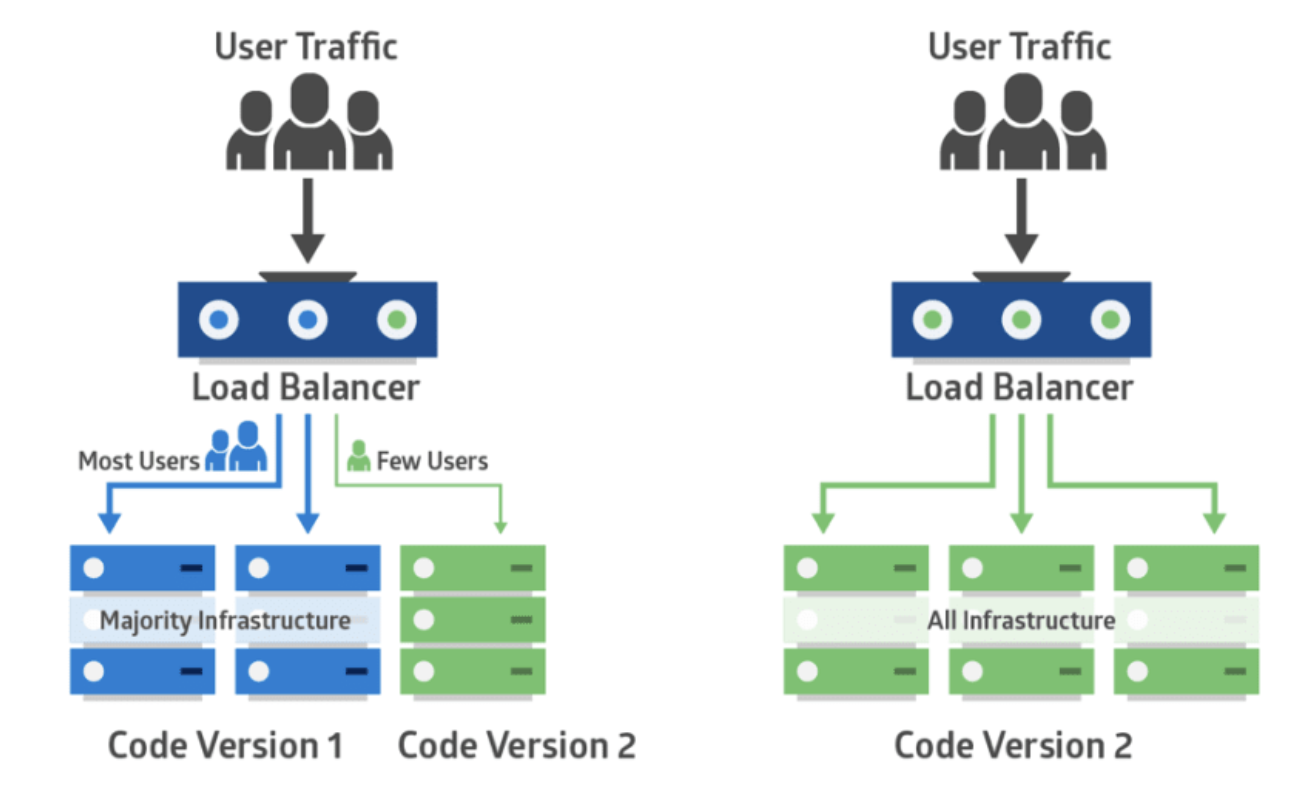 User Traffic
Load Balancer
Most Users
Few Users
Majority Infrastructure
Code Version 1
Code Version 2
User Traffic
Load Balancer
All Infrastructure
Code Version 2